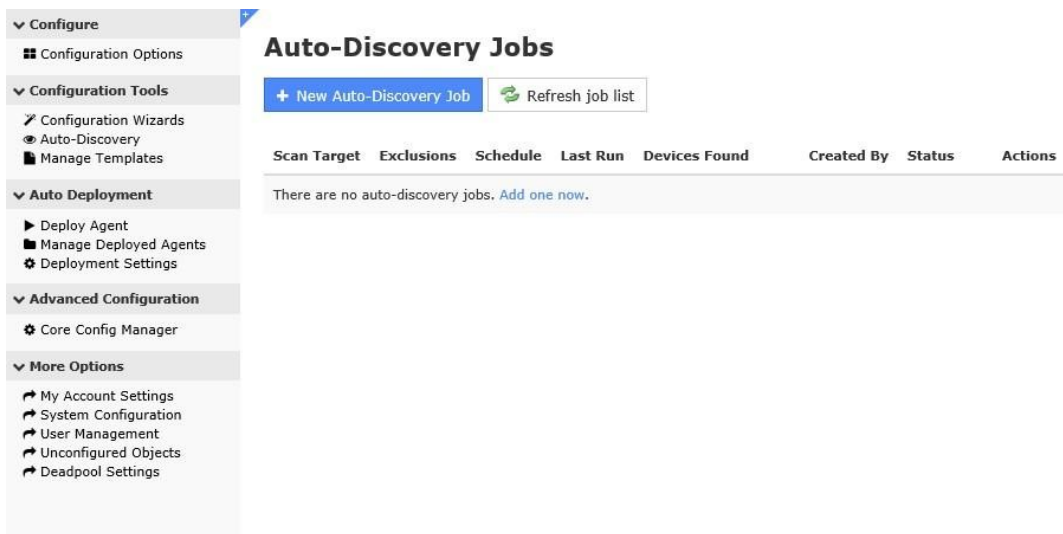 Configure
Configuration Options
Configuration Tools
Configuration Wizards
Auto-Discovery
Manage Templates
Auto Deployment
Deploy Agent
Manage Deployed Agents
Deployment Settings
Advanced Configuration
Core Config Manager
More Options
My Account Settings
System Configuration
User Management
Unconfigured Objects
Deadpool Settings
Auto-Discovery Jobs
+ New Auto-Discovery Job Refresh job list
Scan Target Exclusions Schedule Last Run Devices Found Created By Status Actions
There are no auto-discovery jobs. Add one now.